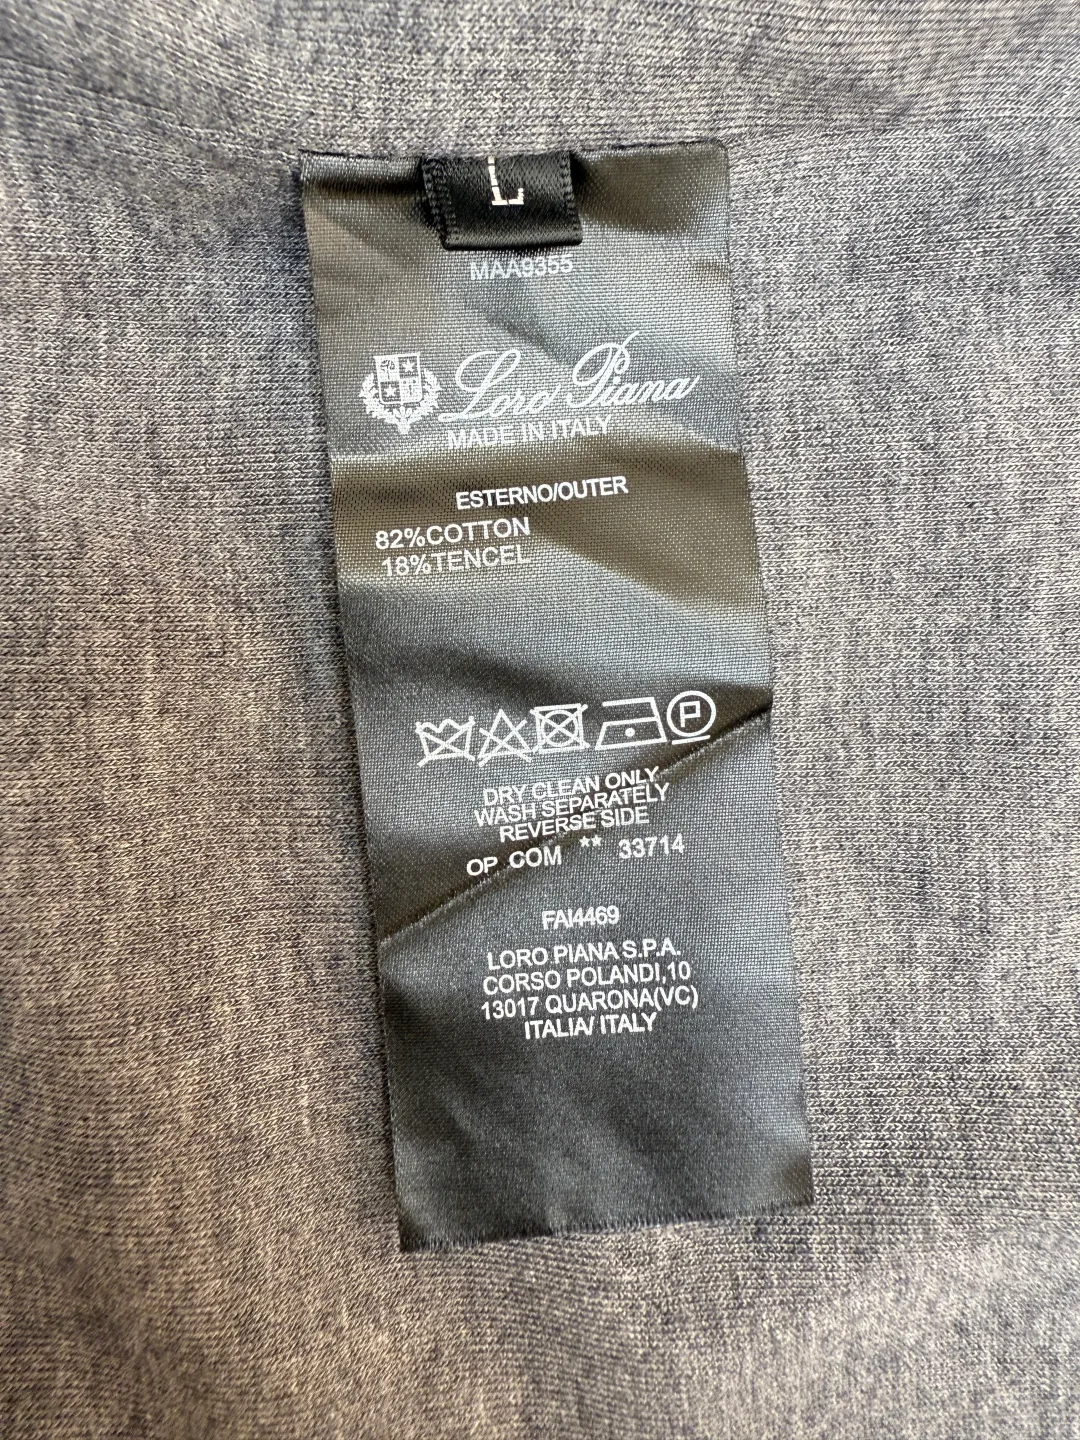 L
MAA9355
Loro Piana
MADE IN ITALY
ESTERNO/OUTER
82%COTTON
18%TENCEL
P
DRY CLEAN ONLY
WASH SEPARATELY
REVERSE SIDE
OP COM ** 33714
FAI4469
LORO PIANA S.P.A.
CORSO POLANDI,10
13017 QUARONA(VC)
ITALIA/ ITALY